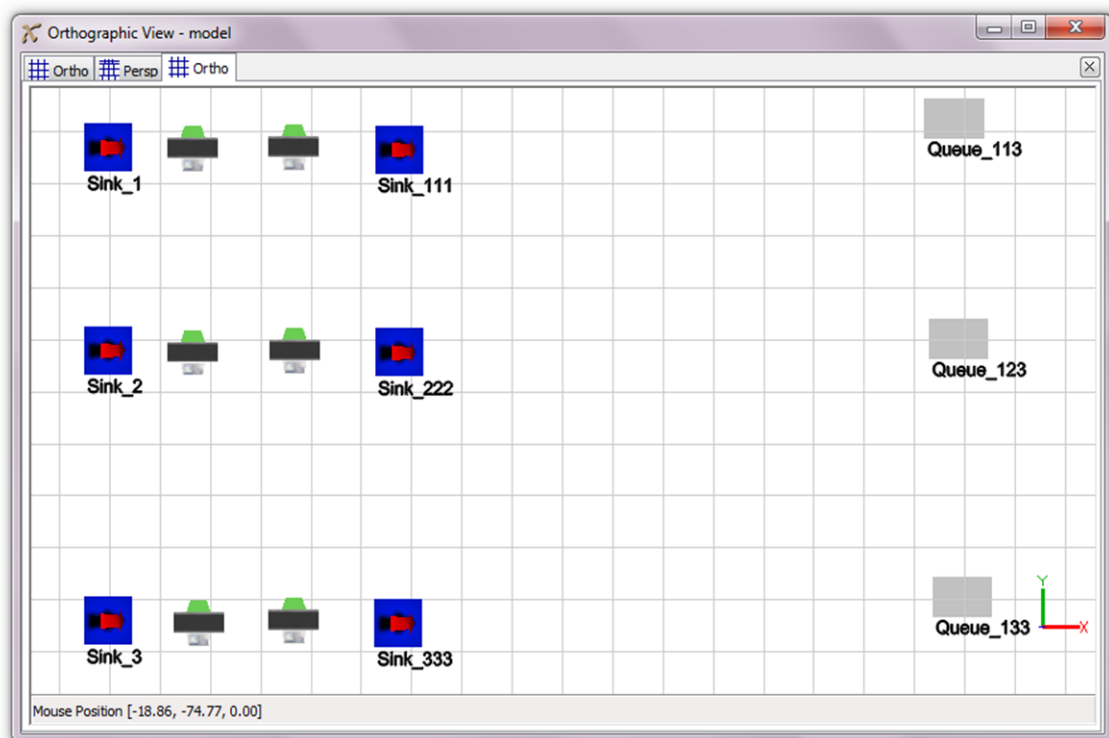 Orthographic View - model
Ortho Persp Ortho
Queue_113
Sink_1 Sink_111
Queue_123
Sink_2 Sink_222
Y
X
Queue_133
Sink_3 Sink_333
Mouse Position [-18.86, -74.77, 0.00]